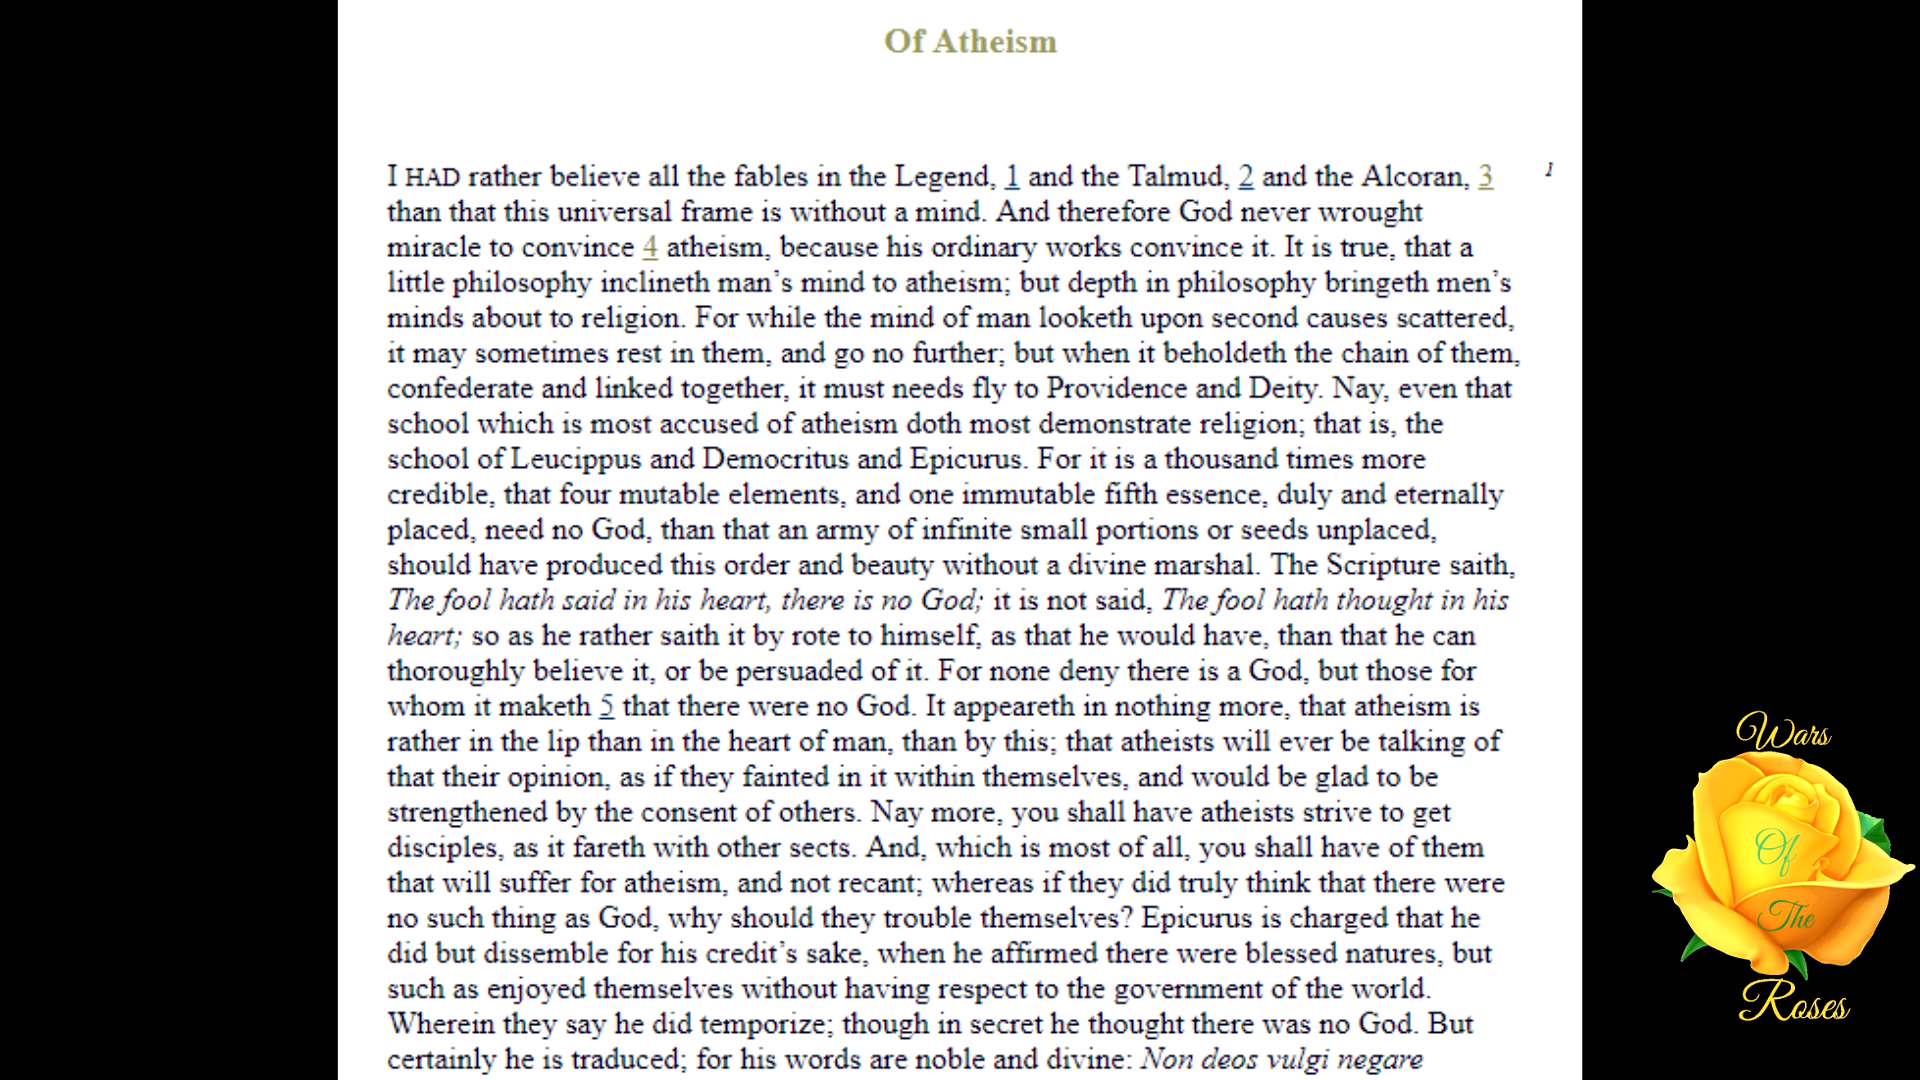 Of Atheism
I HAD rather believe all the fables in the Legend, 1 and the Talmud, 2 and the Alcoran, 3 1
than that this universal frame is without a mind. And therefore God never wrought
miracle to convince 4 atheism, because his ordinary works convince it. It is true, that a
little philosophy inclineth man’s mind to atheism; but depth in philosophy bringeth men’s
minds about to religion. For while the mind of man looketh upon second causes scattered,
it may sometimes rest in them, and go no further; but when it beholdeth the chain of them,
confederate and linked together, it must needs fly to Providence and Deity. Nay, even that
school which is most accused of atheism doth most demonstrate religion; that is, the
school of Leucippus and Democritus and Epicurus. For it is a thousand times more
credible, that four mutable elements, and one immutable fifth essence, duly and eternally
placed, need no God, than that an army of infinite small portions or seeds unplaced,
should have produced this order and beauty without a divine marshal. The Scripture saith,
The fool hath said in his heart, there is no God; it is not said, The fool hath thought in his
heart; so as he rather saith it by rote to himself, as that he would have, than that he can
thoroughly believe it, or be persuaded of it. For none deny there is a God, but those for
whom it maketh 5 that there were no God. It appeareth in nothing more, that atheism is
rather in the lip than in the heart of man, than by this; that atheists will ever be talking of
that their opinion, as if they fainted in it within themselves, and would be glad to be
strengthened by the consent of others. Nay more, you shall have atheists strive to get
disciples, as it fareth with other sects. And, which is most of all, you shall have of them
that will suffer for atheism, and not recant; whereas if they did truly think that there were
no such thing as God, why should they trouble themselves? Epicurus is charged that he
did but dissemble for his credit’s sake, when he affirmed there were blessed natures, but
such as enjoyed themselves without having respect to the government of the world.
Wherein they say he did temporize; though in secret he thought there was no God. But
certainly he is traduced; for his words are noble and divine: Non deos vulgi negare
Wars
Of
The
Roses